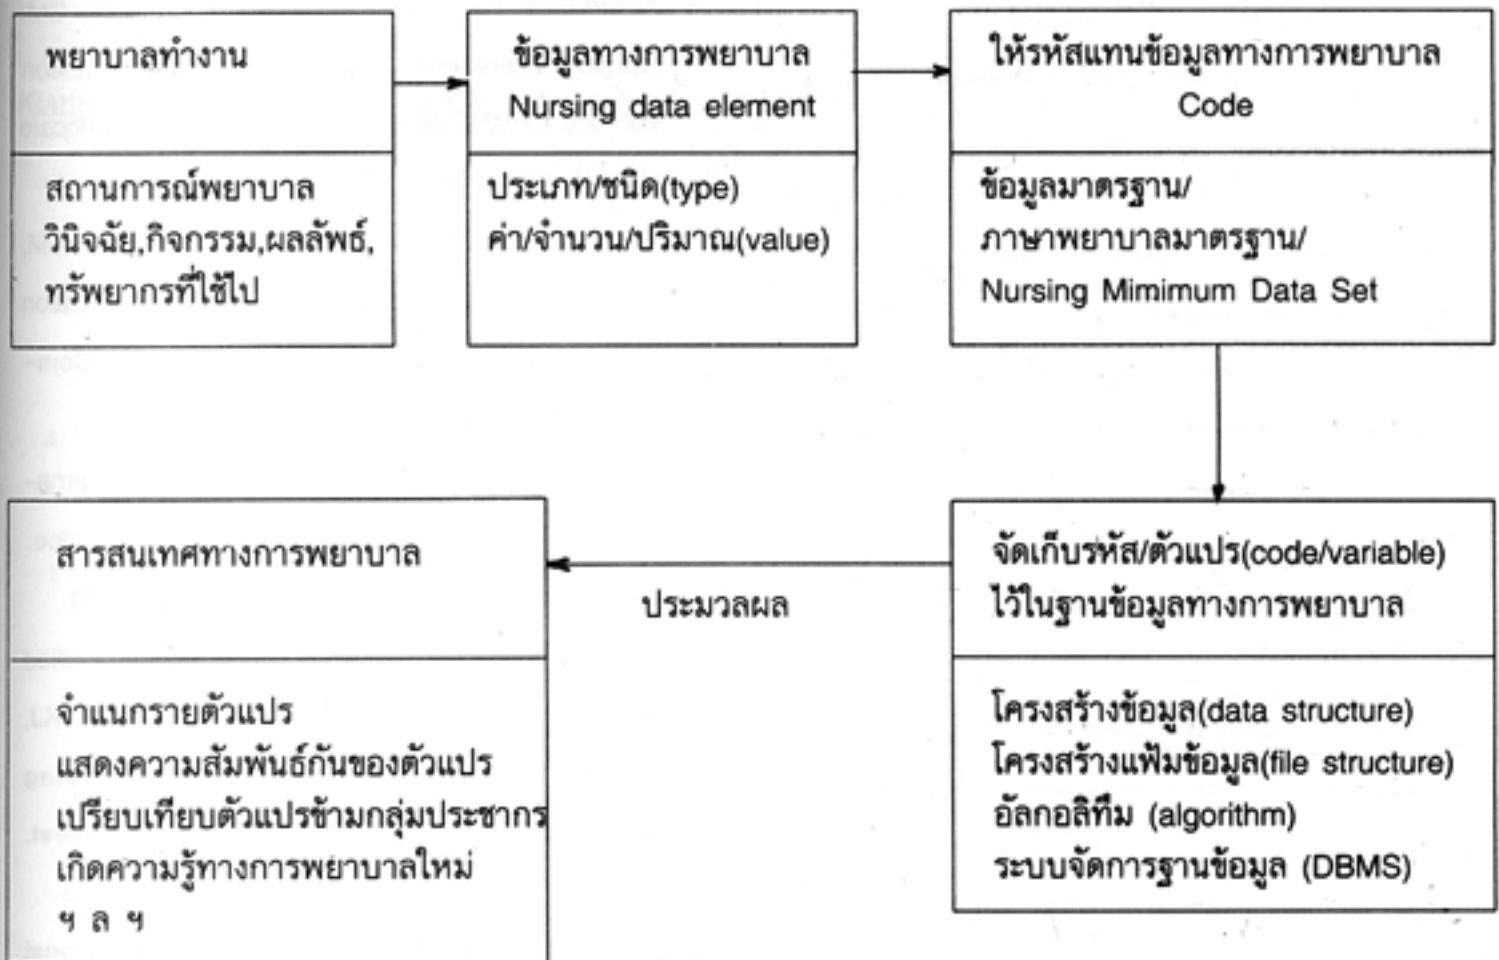 พยาบาลทำงาน
สถานการณ์พยาบาล
วินิจฉัย,กิจกรรม,ผลลัพธ์,
ทรัพยากรที่ใช้ไป
ข้อมูลทางการพยาบาล
Nursing data element
ประเภท/ชนิด(type)
ค่า/จำนวน/ปริมาณ(value)
ให้รหัสแทนข้อมูลทางการพยาบาล
Code
ข้อมูลมาตรฐาน/
ภาษาพยาบาลมาตรฐาน/
Nursing Mimimum Data Set
จัดเก็บรหัส/ตัวแปร(code/variable)
ไว้ในฐานข้อมูลทางการพยาบาล
โครงสร้างข้อมูล(data structure)
โครงสร้างแฟ้มข้อมูล(file structure)
อัลกอลิทึม (algorithm)
ระบบจัดการฐานข้อมูล (DBMS)
ประมวลผล
สารสนเทศทางการพยาบาล
จำแนกรายตัวแปร
แสดงความสัมพันธ์กันของตัวแปร
เปรียบเทียบตัวแปรข้ามกลุ่มประชากร
เกิดความรู้ทางการพยาบาลใหม่
ฯ ล ฯ